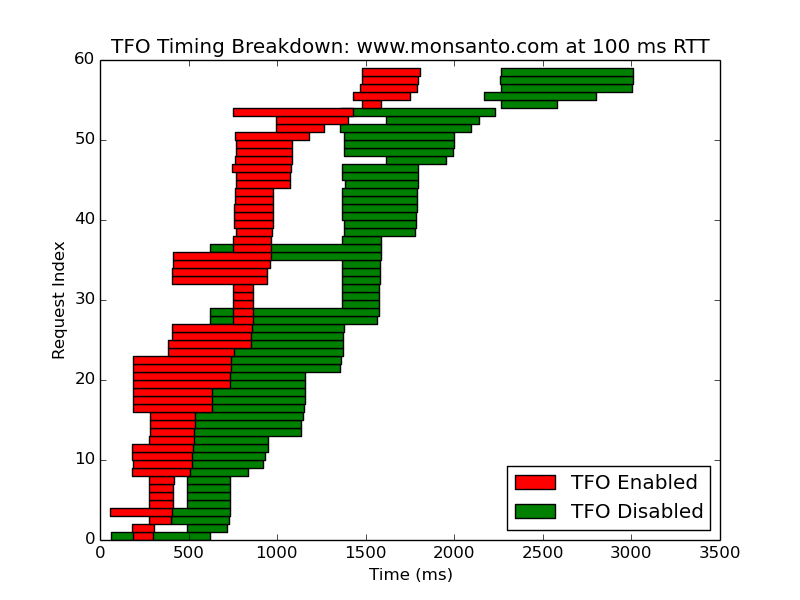 TFO Timing Breakdown: www.monsanto.com at 100 ms RTT
60
50
40
30
20
10
0
Request Index
TFO Enabled
TFO Disabled
0 500 1000 1500 2000 2500 3000 3500
Time (ms)